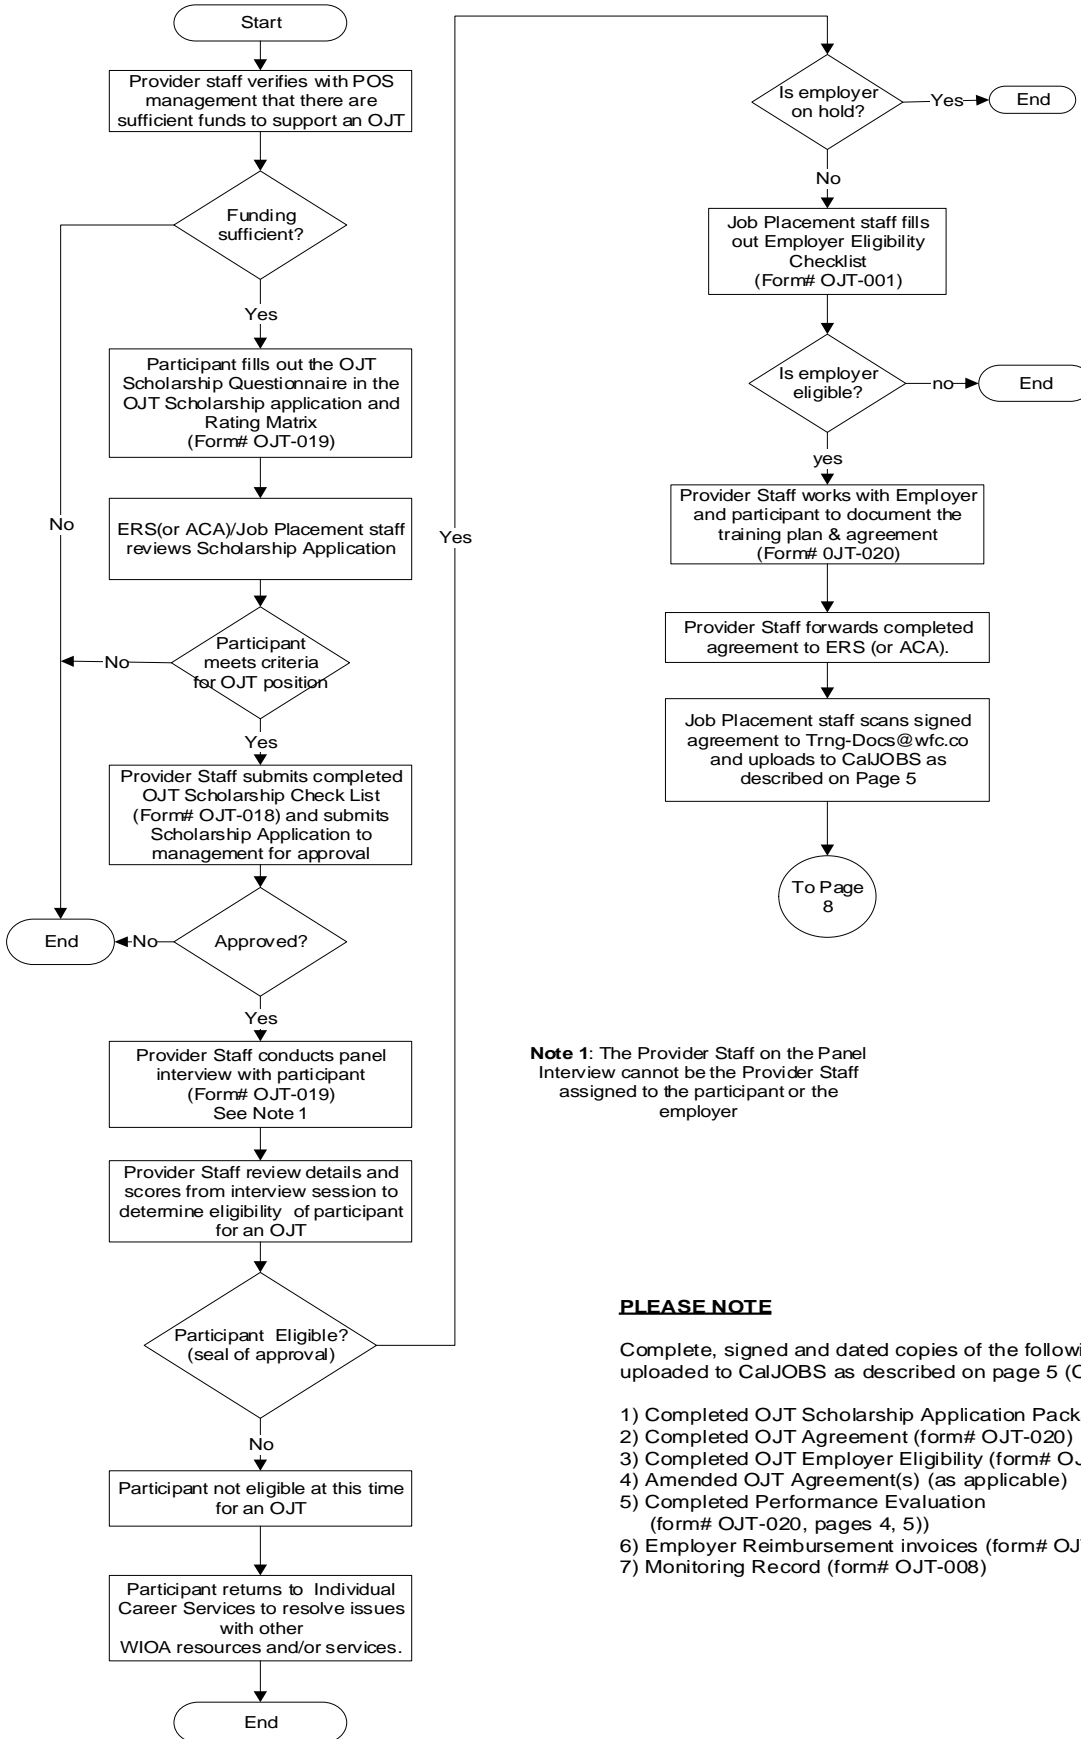 Start
Provider staff verifies with POS
management that there are
sufficient funds to support an OJT
Funding
sufficient?
No
Yes
Participant fills out the OJT
Scholarship Questionnaire in the
OJT Scholarship application and
Rating Matrix
(Form# OJT-019)
ERS(or ACA)/Job Placement staff
reviews Scholarship Application
Participant
meets criteria
for OJT position
No
Yes
Provider Staff submits completed
OJT Scholarship Check List
(Form# OJT-018) and submits
Scholarship Application to
management for approval
Approved?
No
End
Yes
Provider Staff conducts panel
interview with participant
(Form# OJT-019)
See Note 1
Provider Staff review details and
scores from interview session to
determine eligibility of participant
for an OJT
Participant Eligible?
(seal of approval)
Yes
No
Participant not eligible at this time
for an OJT
Participant returns to Individual
Career Services to resolve issues
with other
WIOA resources and/or services.
End
Is employer
on hold?
Yes
End
No
Job Placement staff fills
out Employer Eligibility
Checklist
(Form# OJT-001)
Is employer
eligible?
no
End
yes
Provider Staff works with Employer
and participant to document the
training plan & agreement
(Form# 0JT-020)
Provider Staff forwards completed
agreement to ERS (or ACA).
Job Placement staff scans signed
agreement to Trng-Docs@wfc.co
and uploads to CalJOBS as
described on Page 5
To Page
8
Note 1: The Provider Staff on the Panel
Interview cannot be the Provider Staff
assigned to the participant or the
employer
PLEASE NOTE
Complete, signed and dated copies of the followi
uploaded to CalJOBS as described on page 5 (C
1) Completed OJT Scholarship Application Pack
2) Completed OJT Agreement (form# OJT-020)
3) Completed OJT Employer Eligibility (form# OJ
4) Amended OJT Agreement(s) (as applicable)
5) Completed Performance Evaluation
(form# OJT-020, pages 4, 5))
6) Employer Reimbursement invoices (form# OJ
7) Monitoring Record (form# OJT-008)